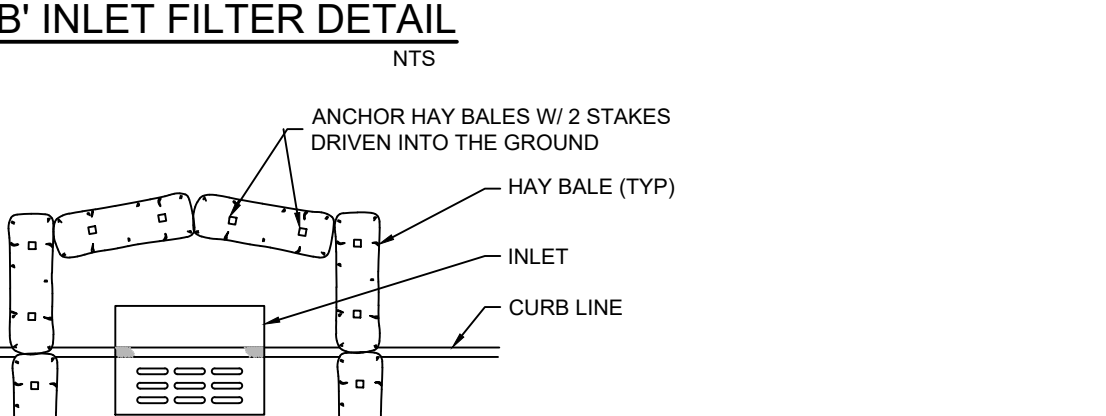 B' INLET FILTER DETAIL
NTS
ANCHOR HAY BALES W/ 2 STAKES
DRIVEN INTO THE GROUND
HAY BALE (TYP)
INLET
CURB LINE